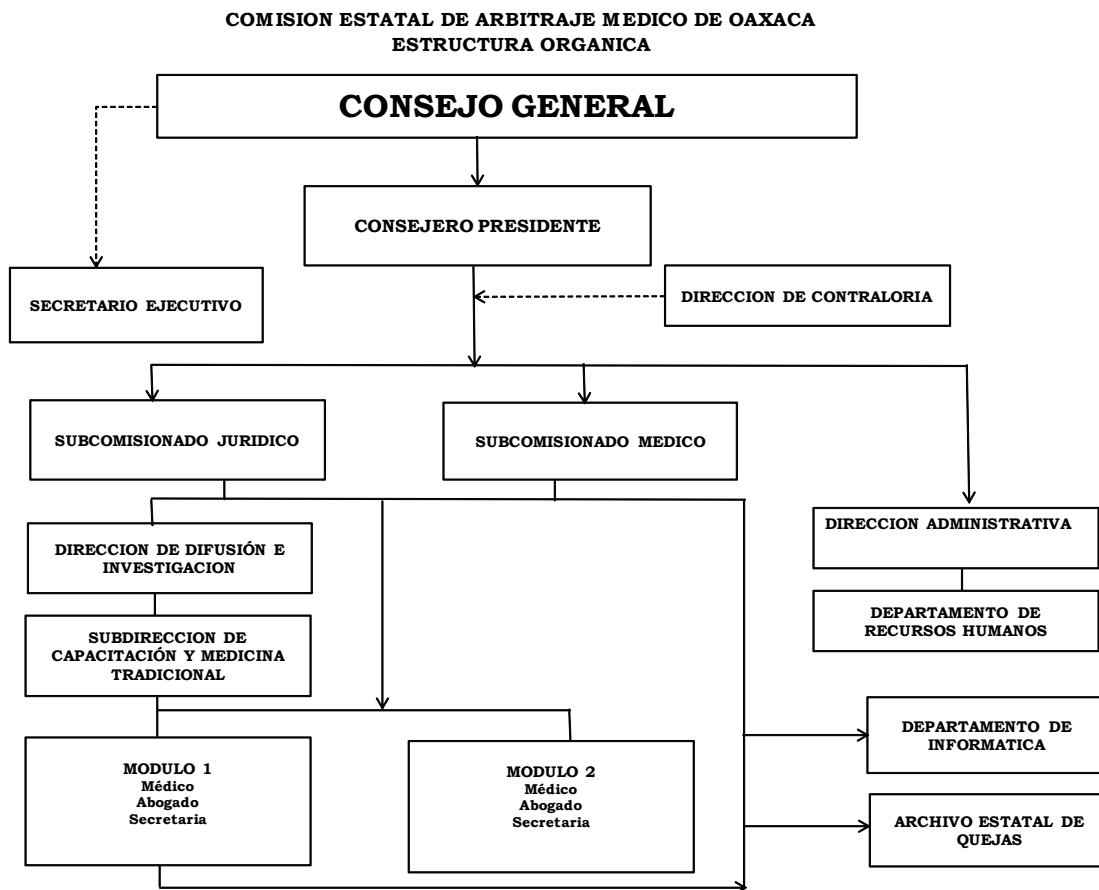 COMISION ESTATAL DE ARBITRAJE MEDICO DE OAXACA
ESTRUCTURA ORGANICA
CONSEJO GENERAL
CONSEJERO PRESIDENTE
SECRETARIO EJECUTIVO
DIRECCION DE CONTRALORIA
SUBCOMISIONADO JURIDICO
SUBCOMISIONADO MEDICO
DIRECCION ADMINISTRATIVA
DIRECCION DE DIFUSIÓN E
INVESTIGACION
DEPARTAMENTO DE
RECURSOS HUMANOS
SUBDIRECCION DE
CAPACITACIÓN Y MEDICINA
TRADICIONAL
DEPARTAMENTO DE
INFORMATICA
MODULO 1
Médico
Abogado
Secretaria
MODULO 2
Médico
Abogado
Secretaria
ARCHIVO ESTATAL DE
QUEJAS